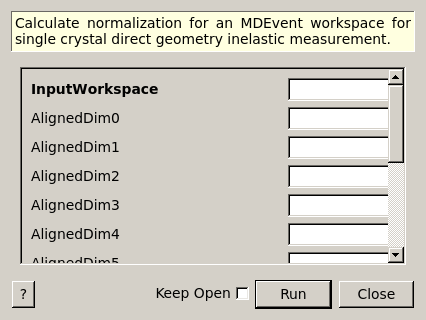 Calculate normalization for an MDEvent workspace for
single crystal direct geometry inelastic measurement.
InputWorkspace
AlignedDim0
AlignedDim1
AlignedDim2
AlignedDim3
AlignedDim4
AlignedDim5
? Keep Open Run Close